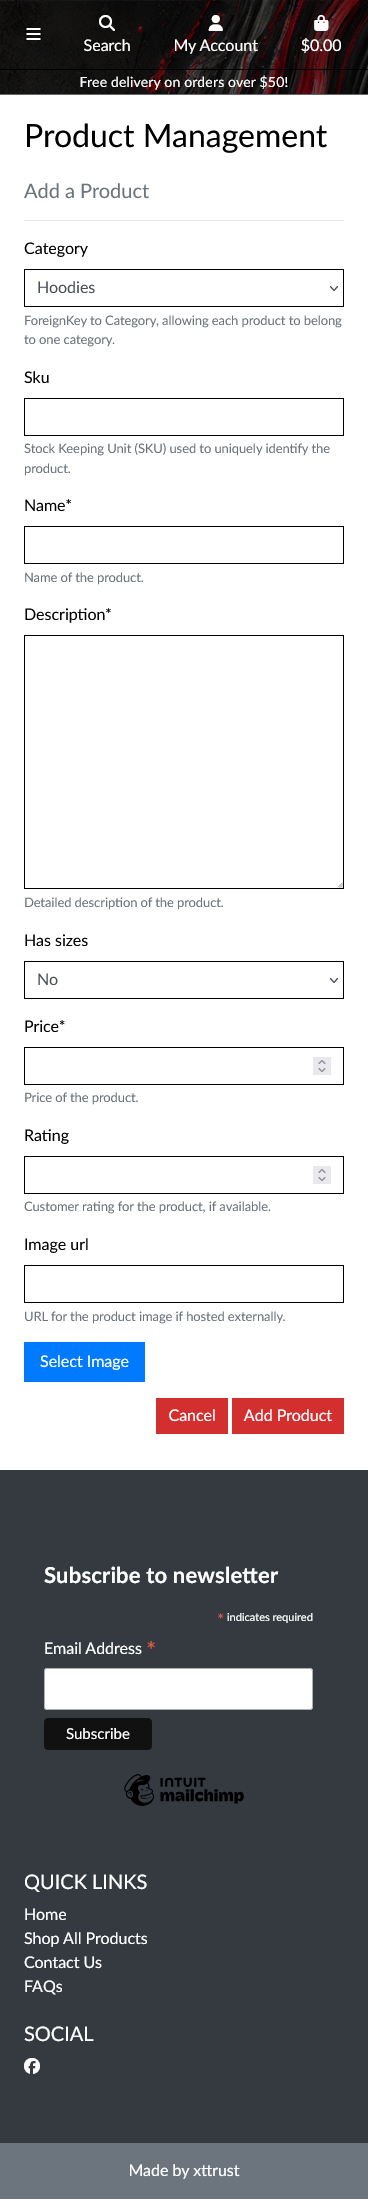 Search
My Account
$0.00
Free delivery on orders over $50!
Product Management
Add a Product
Category
Hoodies
ForeignKey to Category, allowing each product to belong
to one category.
Sku
Stock Keeping Unit (SKU) used to uniquely identify the
product.
Name*
Name of the product.
Description*
Detailed description of the product.
Has sizes
No
Price*
Price of the product.
Rating
Customer rating for the product, if available.
Image url
URL for the product image if hosted externally.
Select Image
Cancel
Add Product
Subscribe to newsletter
* indicates required
Email Address *
Subscribe
INTUIT
mailchimp
QUICK LINKS
Home
Shop All Products
Contact Us
FAQs
SOCIAL
Made by xttrust